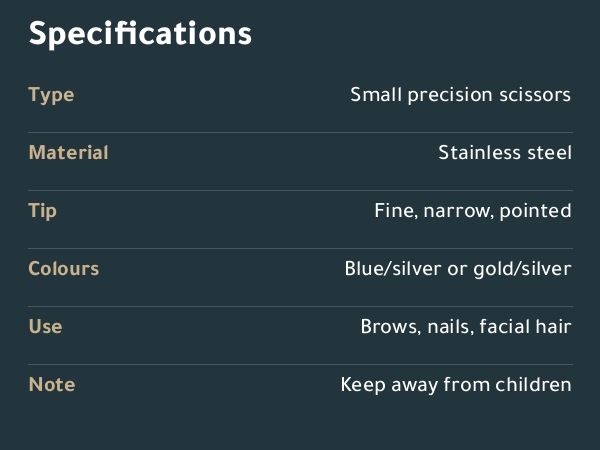 Specifications
Type Small precision scissors
Material Stainless steel
Tip Fine, narrow, pointed
Colours Blue/silver or gold/silver
Use Brows, nails, facial hair
Note Keep away from children